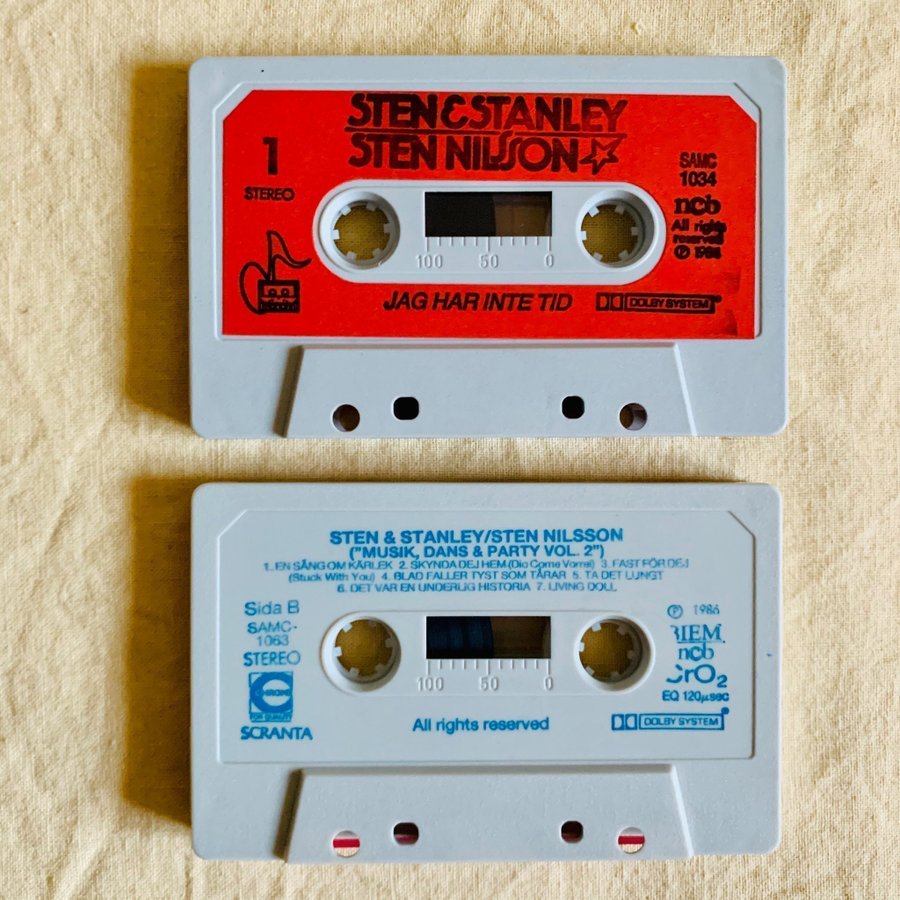 STEN & STANLEY
STEN NILSSON
1
STEREO
SAMC
1034
ncb
All rights
reserved
100 50 0
JAG HAR INTE TID
DOLBY SYSTEM
STEN & STANLEY/STEN NILSSON
("MUSIK, DANS & PARTY VOL. 2")
1. EN SÅNG OM KÄRLEK 2. SKYNDA DEJ HEM (Dio Come Vorrei) 3. FAST FÖR DEJ
(Stuck With You) 4. BLAD FALLER TYST SOM TÅRAR 5. TA DET LUNGT
6. DET VAR EN UNDERLIG HISTORIA 7. LIVING DOLL
Sida B
SAMC-
1063
STEREO
CHROME
FOR QUALITY
SCRANTA
℗ 1986
BIEM
ncb
CrO2
EQ 120µsec
100 50 0
All rights reserved
DOLBY SYSTEM